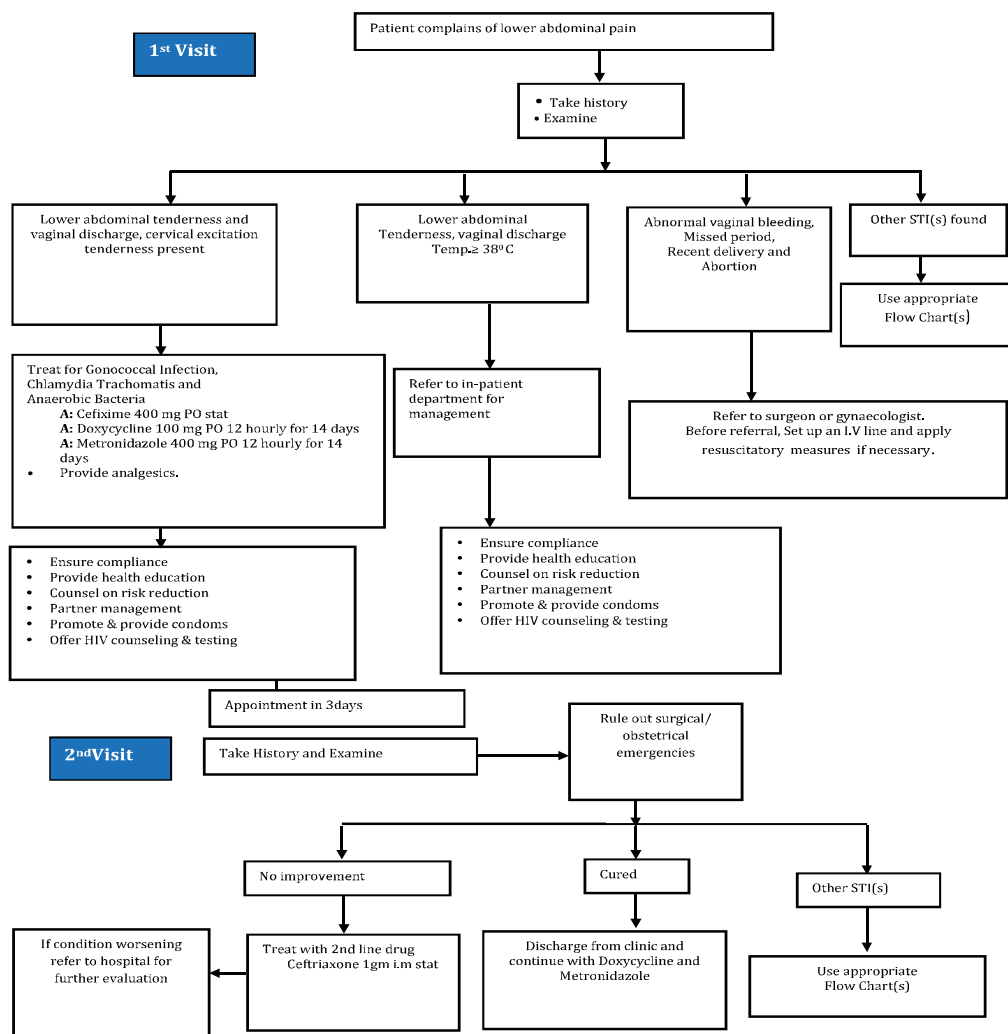 1st Visit
Patient complains of lower abdominal pain
• Take history
• Examine
Lower abdominal tenderness and
vaginal discharge, cervical excitation
tenderness present
Lower abdominal
Tenderness, vaginal discharge
Temp.≥ 38⁰ C
Abnormal vaginal bleeding,
Missed period,
Recent delivery and
Abortion
Other STI(s) found
Use appropriate
Flow Chart(s)
Treat for Gonococcal Infection,
Chlamydia Trachomatis and
Anaerobic Bacteria
A: Cefixime 400 mg PO stat
A: Doxycycline 100 mg PO 12 hourly for 14 days
A: Metronidazole 400 mg PO 12 hourly for 14
days
• Provide analgesics.
Refer to in-patient
department for
management
Refer to surgeon or gynaecologist.
Before referral, Set up an I.V line and apply
resuscitatory measures if necessary.
• Ensure compliance
• Provide health education
• Counsel on risk reduction
• Partner management
• Promote & provide condoms
• Offer HIV counseling & testing
• Ensure compliance
• Provide health education
• Counsel on risk reduction
• Partner management
• Promote & provide condoms
• Offer HIV counseling & testing
Appointment in 3days
2ndVisit
Take History and Examine
Rule out surgical/
obstetrical
emergencies
No improvement
Cured
Other STI(s)
If condition worsening
refer to hospital for
further evaluation
Treat with 2nd line drug
Ceftriaxone 1gm i.m stat
Discharge from clinic and
continue with Doxycycline and
Metronidazole
Use appropriate
Flow Chart(s)